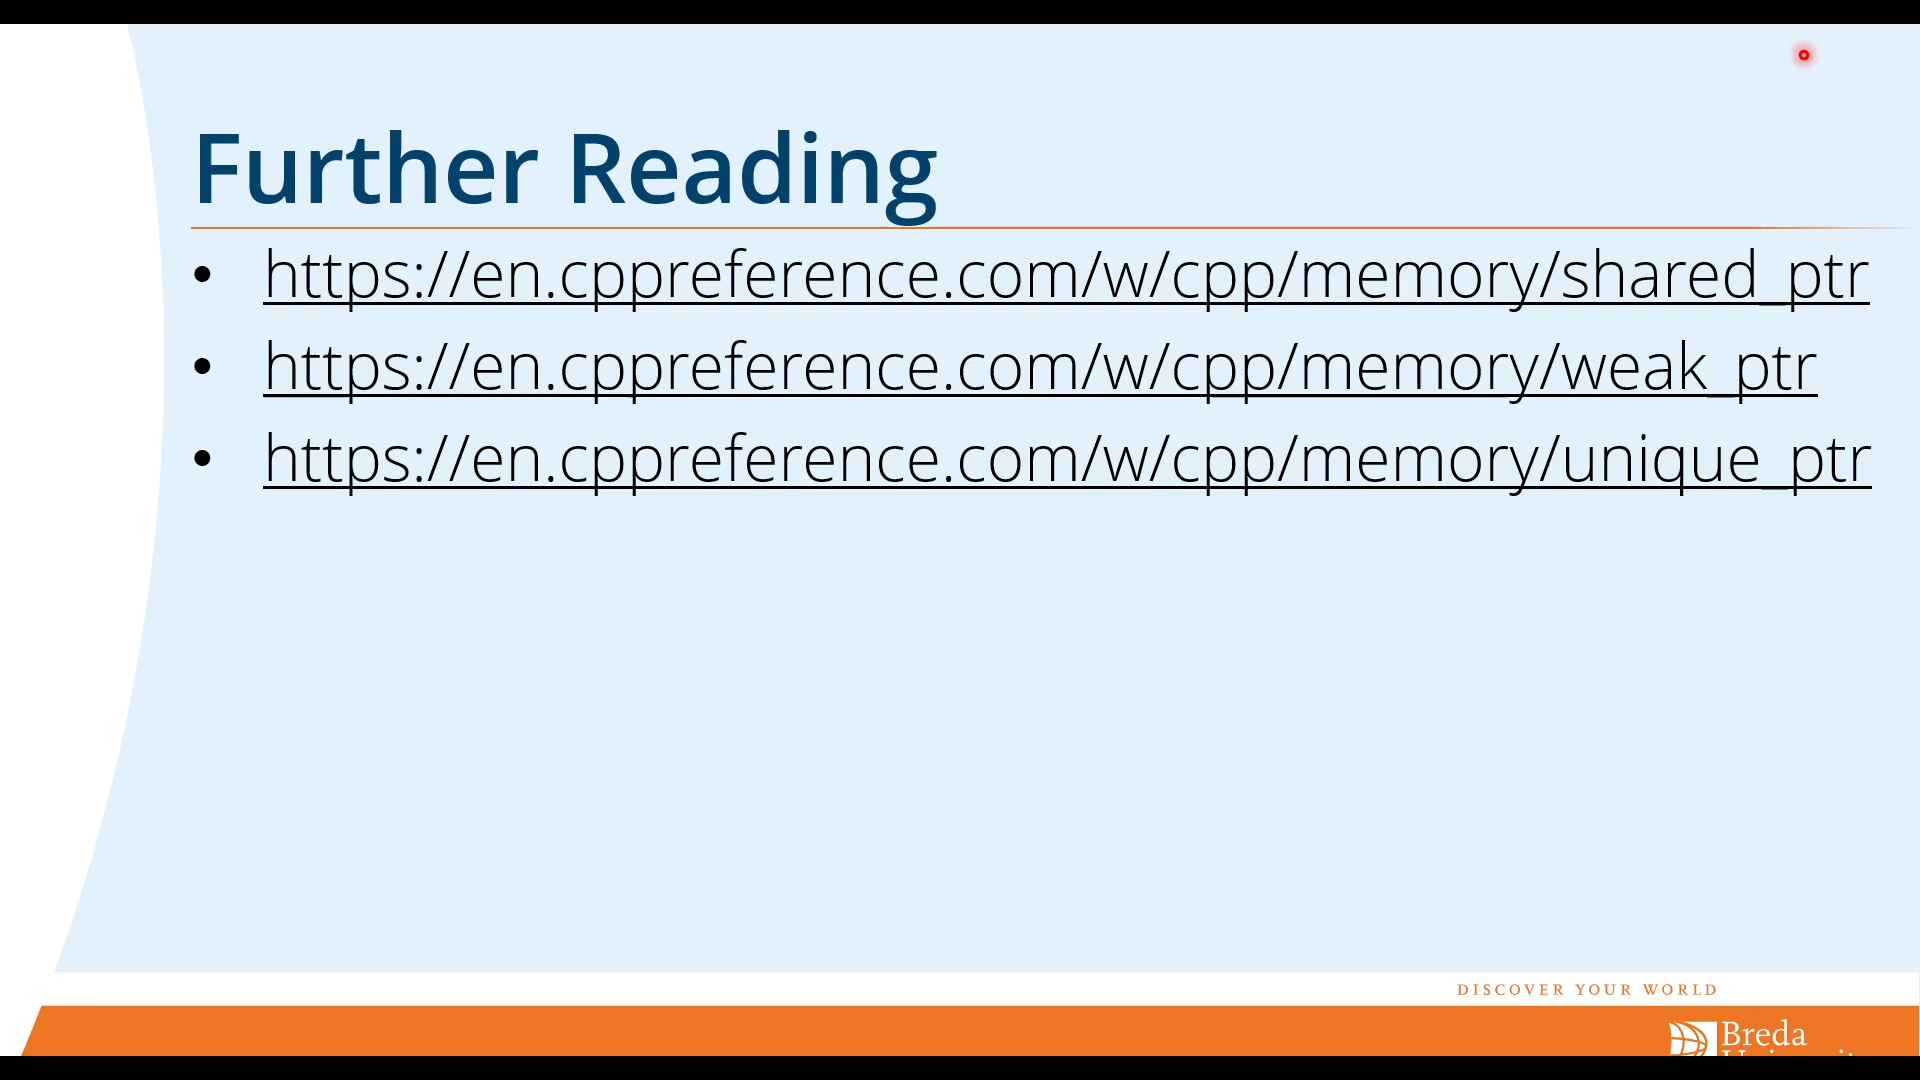 Further Reading
• https://en.cppreference.com/w/cpp/memory/shared_ptr
• https://en.cppreference.com/w/cpp/memory/weak_ptr
• https://en.cppreference.com/w/cpp/memory/unique_ptr
DISCOVER YOUR WORLD
Breda